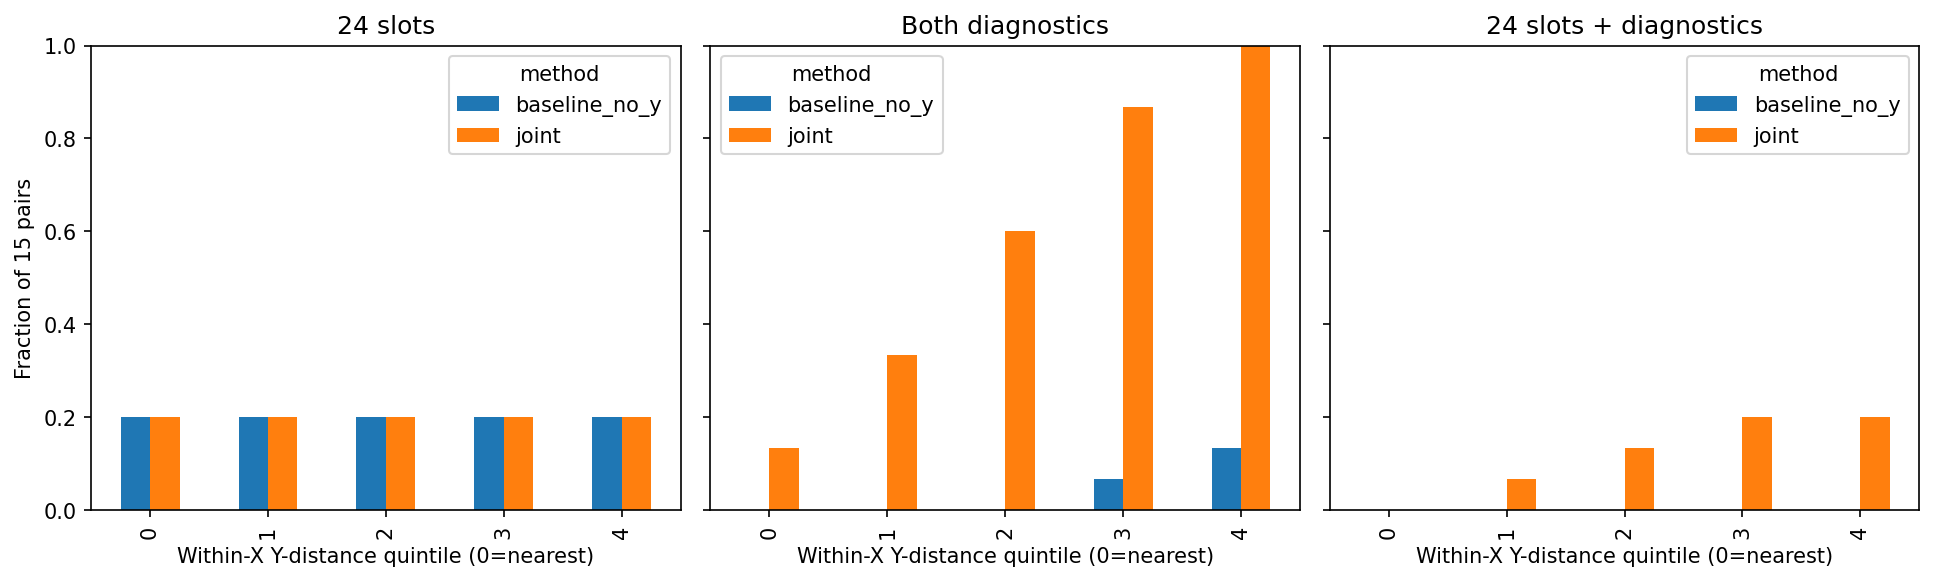 24 slots
Both diagnostics
24 slots + diagnostics
Fraction of 15 pairs
1.0
0.8
0.6
0.4
0.2
0.0
method
baseline_no_y
joint
method
baseline_no_y
joint
method
baseline_no_y
joint
0 1 2 3 4
0 1 2 3 4
0 1 2 3 4
Within-X Y-distance quintile (0=nearest)
Within-X Y-distance quintile (0=nearest)
Within-X Y-distance quintile (0=nearest)